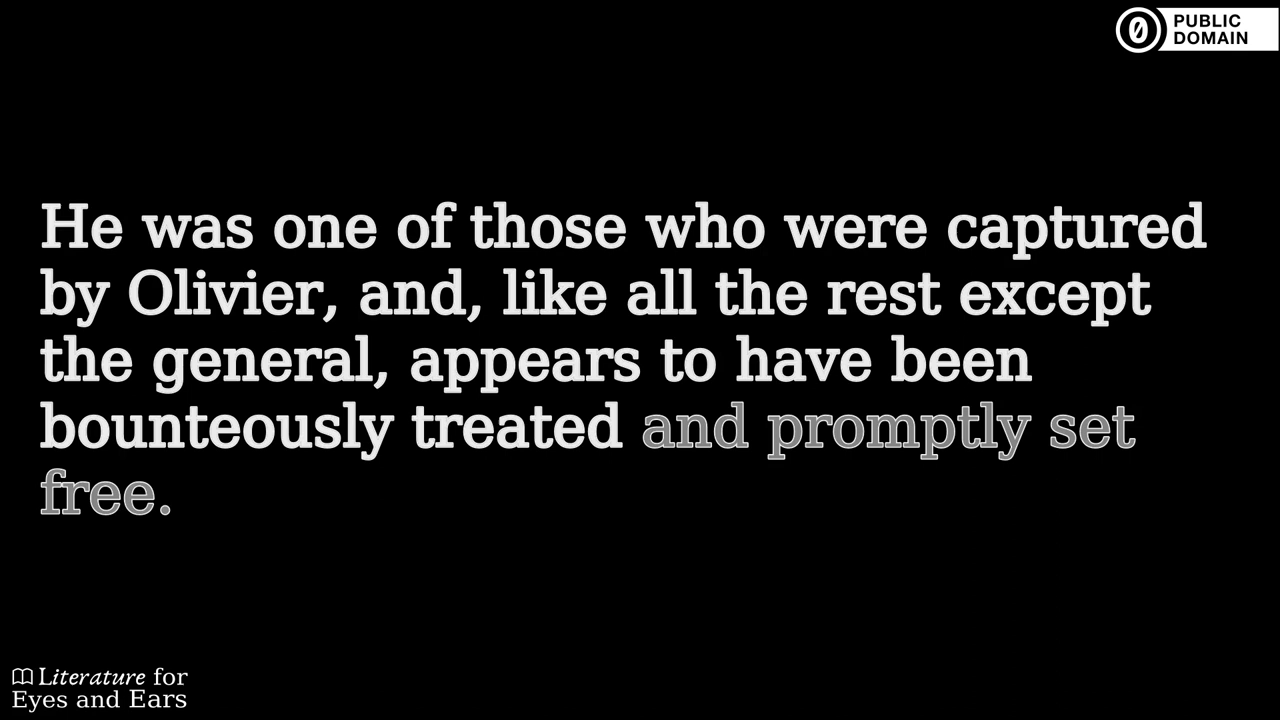 PUBLIC
DOMAIN
He was one of those who were captured
by Olivier, and, like all the rest except
the general, appears to have been
bounteously treated and promptly set
free.
Literature for
Eyes and Ears